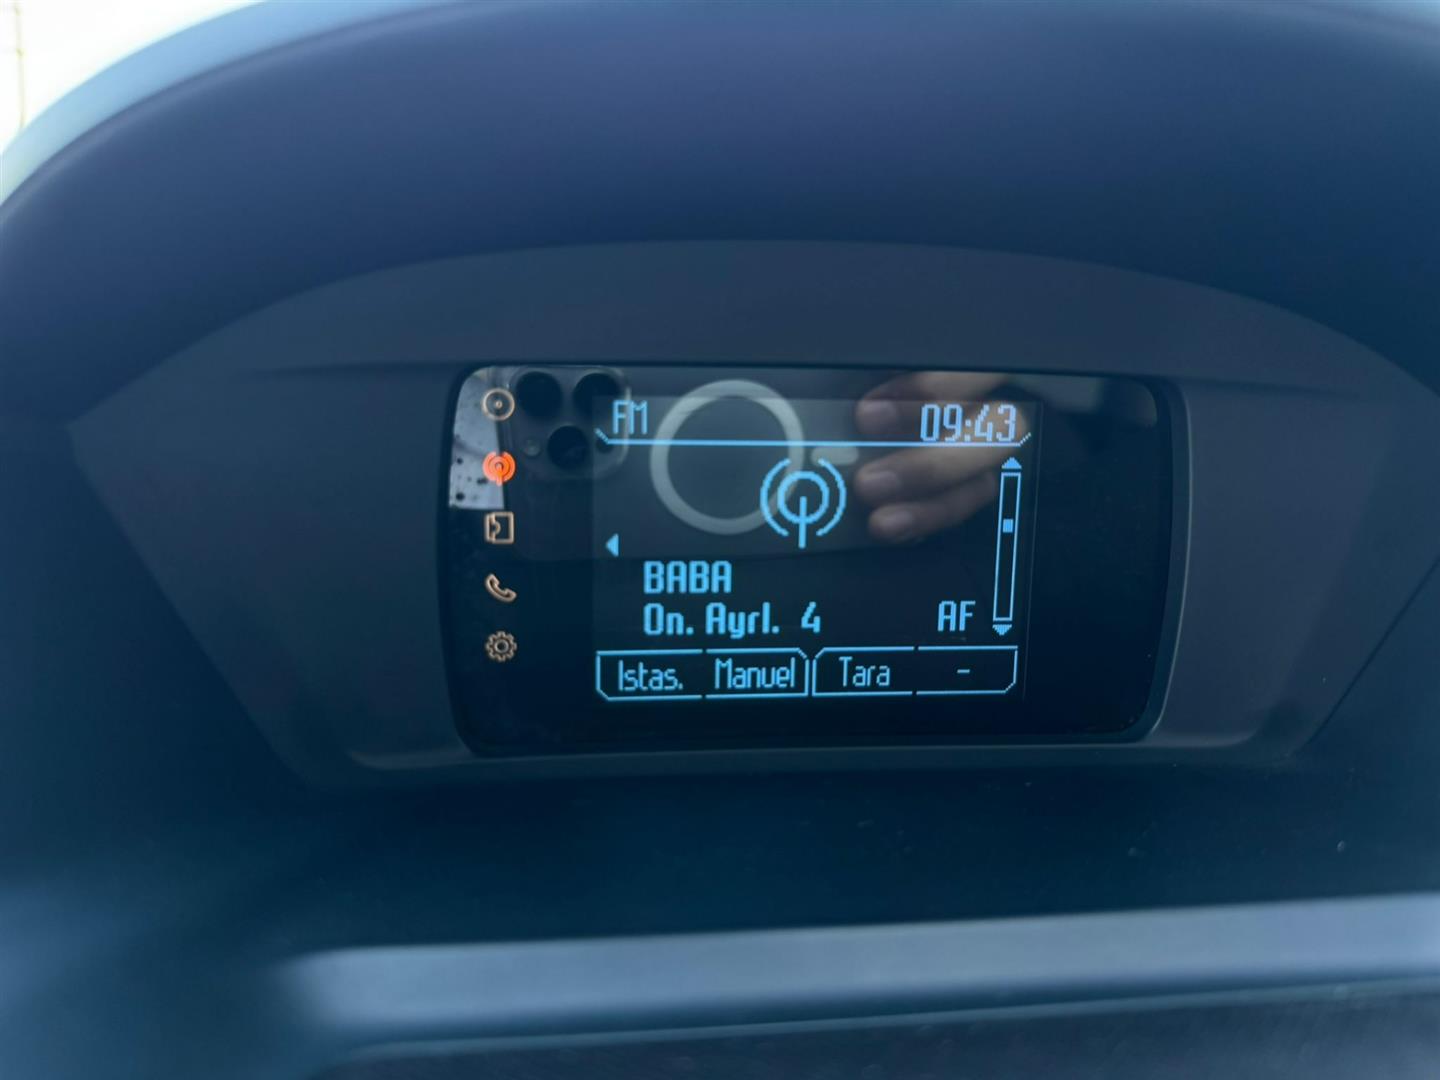 FM 09:43
BABA
On. Ayrl. 4 AF
Istas. Manuel Tara -